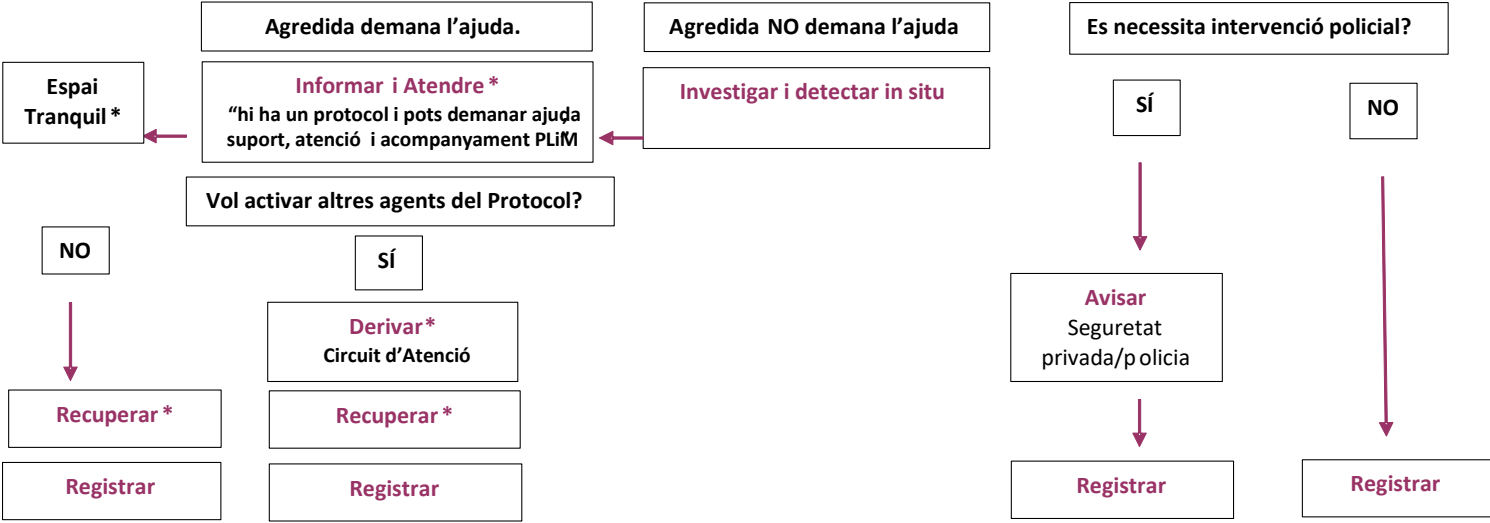 Agredida demana l’ajuda.
Agredida NO demana l’ajuda
Es necessita intervenció policial?
Espai
Tranquil *
Informar i Atendre *
“hi ha un protocol i pots demanar ajuda,
suport, atenció i acompanyament PLiM”
Investigar i detectar in situ
SÍ
NO
Vol activar altres agents del Protocol?
NO
SÍ
Derivar *
Circuit d’Atenció
Avisar
Seguretat
privada/p olicia
Recuperar *
Recuperar *
Registrar
Registrar
Registrar
Registrar